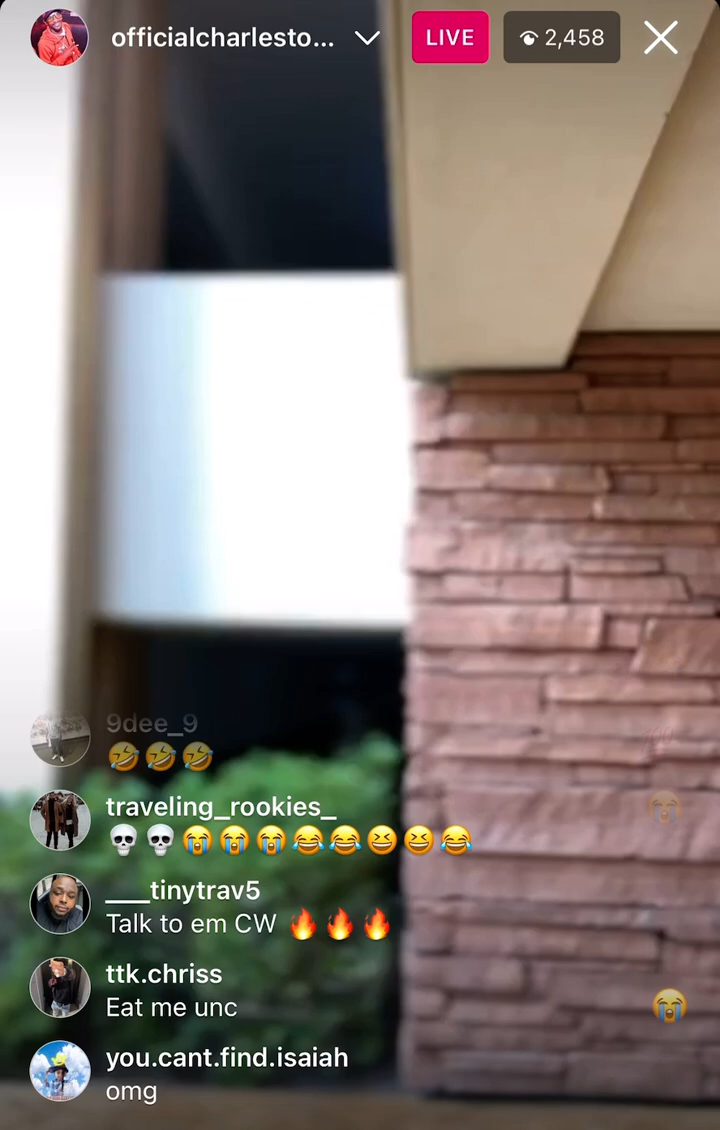 officialcharlesto...
LIVE
2,458
9dee_9
🤣🤣🤣
traveling_rookies_
💀💀😭😭😭😂😂😆😆😂
___tinytrav5
Talk to em CW 🔥🔥🔥
ttk.chriss
Eat me unc
you.cant.find.isaiah
omg